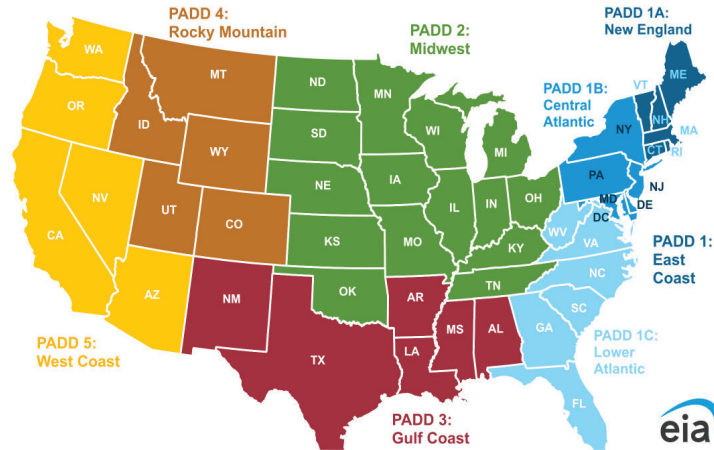 PADD 4:
Rocky Mountain
PADD 2:
Midwest
PADD 1A:
New England
PADD 1B:
Central
Atlantic
WA
MT
ND
MN
VT
ME
OR
ID
SD
WI
MI
NY
NH
MA
WY
CT
RI
NE
IA
PA
NV
UT
CO
IL
IN
OH
MD
NJ
DE
DC
CA
KS
MO
KY
WV
VA
PADD 1:
East
Coast
AZ
NM
OK
AR
TN
NC
SC
PADD 5:
West Coast
TX
LA
MS
AL
GA
PADD 1C:
Lower
Atlantic
FL
PADD 3:
Gulf Coast
eia